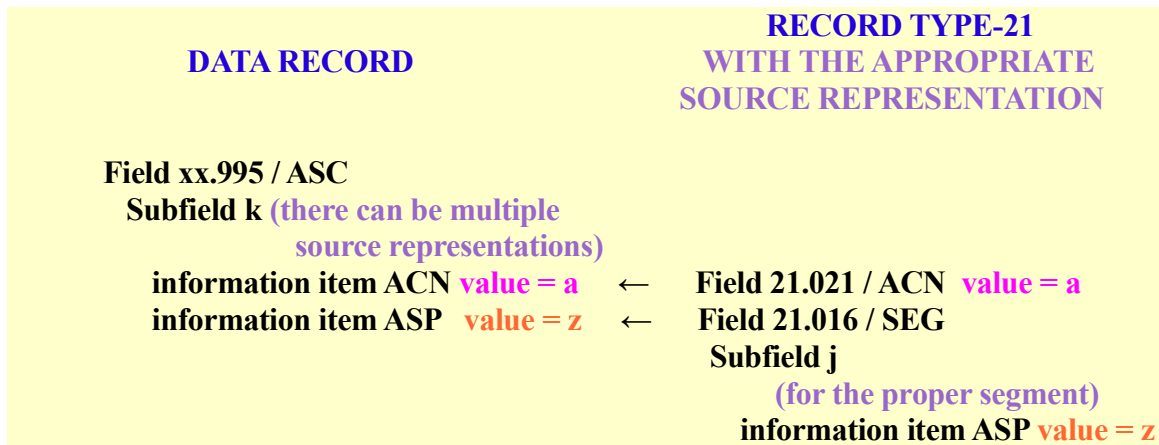 RECORD TYPE-21
DATA RECORD WITH THE APPROPRIATE
SOURCE REPRESENTATION
Field xx.995 / ASC
Subfield k (there can be multiple
source representations)
information item ACN value = a ← Field 21.021 / ACN value = a
information item ASP value = z ← Field 21.016 / SEG
Subfield j
(for the proper segment)
information item ASP value = z